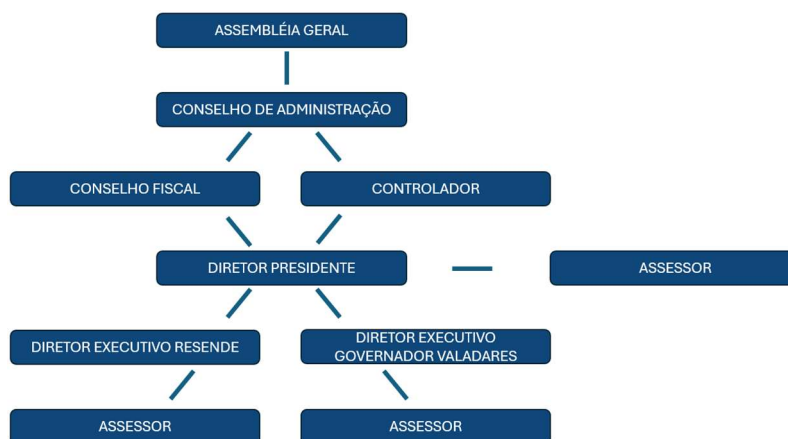 ASSEMBLÉIA GERAL
CONSELHO DE ADMINISTRAÇÃO
CONSELHO FISCAL
CONTROLADOR
DIRETOR PRESIDENTE
ASSESSOR
DIRETOR EXECUTIVO RESENDE
DIRETOR EXECUTIVO
GOVERNADOR VALADARES
ASSESSOR
ASSESSOR